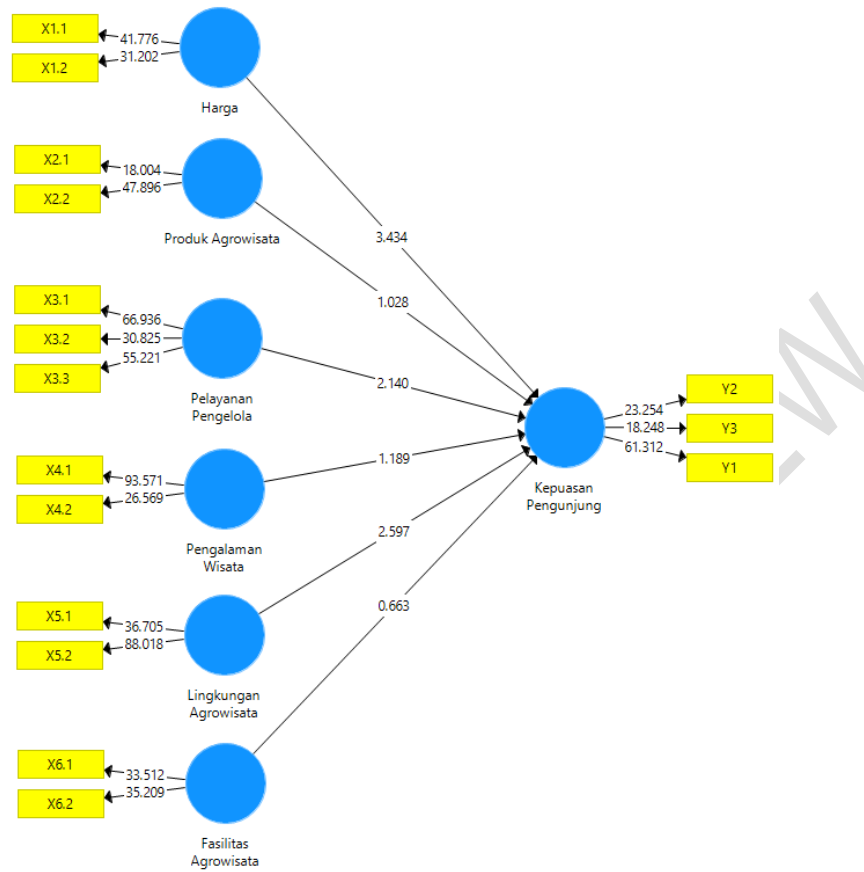 X1.1
41.776
31.202
X1.2
Harga
X2.1
18.004
47.896
X2.2
Produk Agrowisata
3.434
1.028
X3.1
66.936
X3.2
30.825
55.221
X3.3
Pelayanan
Pengelola
2.140
X4.1
93.571
26.569
X4.2
Pengalaman
Wisata
1.189
Y2
23.254
18.248
Y3
61.312
Y1
Kepuasan
Pengunjung
2.597
X5.1
36.705
88.018
X5.2
Lingkungan
Agrowisata
0.663
X6.1
33.512
35.209
X6.2
Fasilitas
Agrowisata